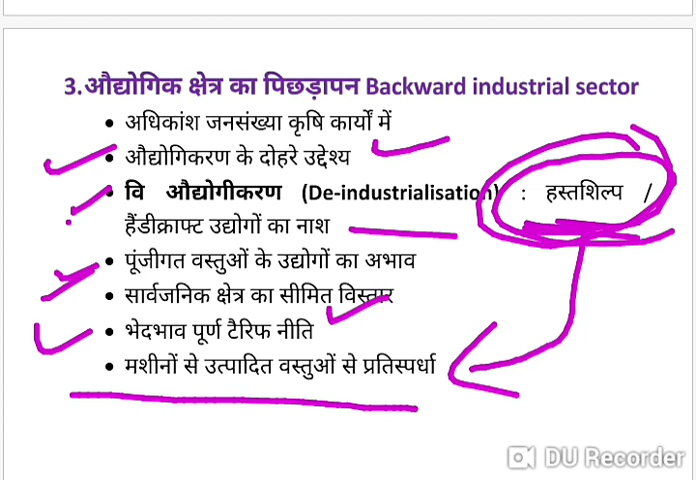 3.औद्योगिक क्षेत्र का पिछड़ापन Backward industrial sector
• अधिकांश जनसंख्या कृषि कार्यों में
• औद्योगिकरण के दोहरे उद्देश्य
• वि औद्योगीकरण (De-industrialisation) : हस्तशिल्प /
हैंडीक्राफ्ट उद्योगों का नाश
• पूंजीगत वस्तुओं के उद्योगों का अभाव
• सार्वजनिक क्षेत्र का सीमित विस्तार
• भेदभाव पूर्ण टैरिफ नीति
• मशीनों से उत्पादित वस्तुओं से प्रतिस्पर्धा
DU Recorder